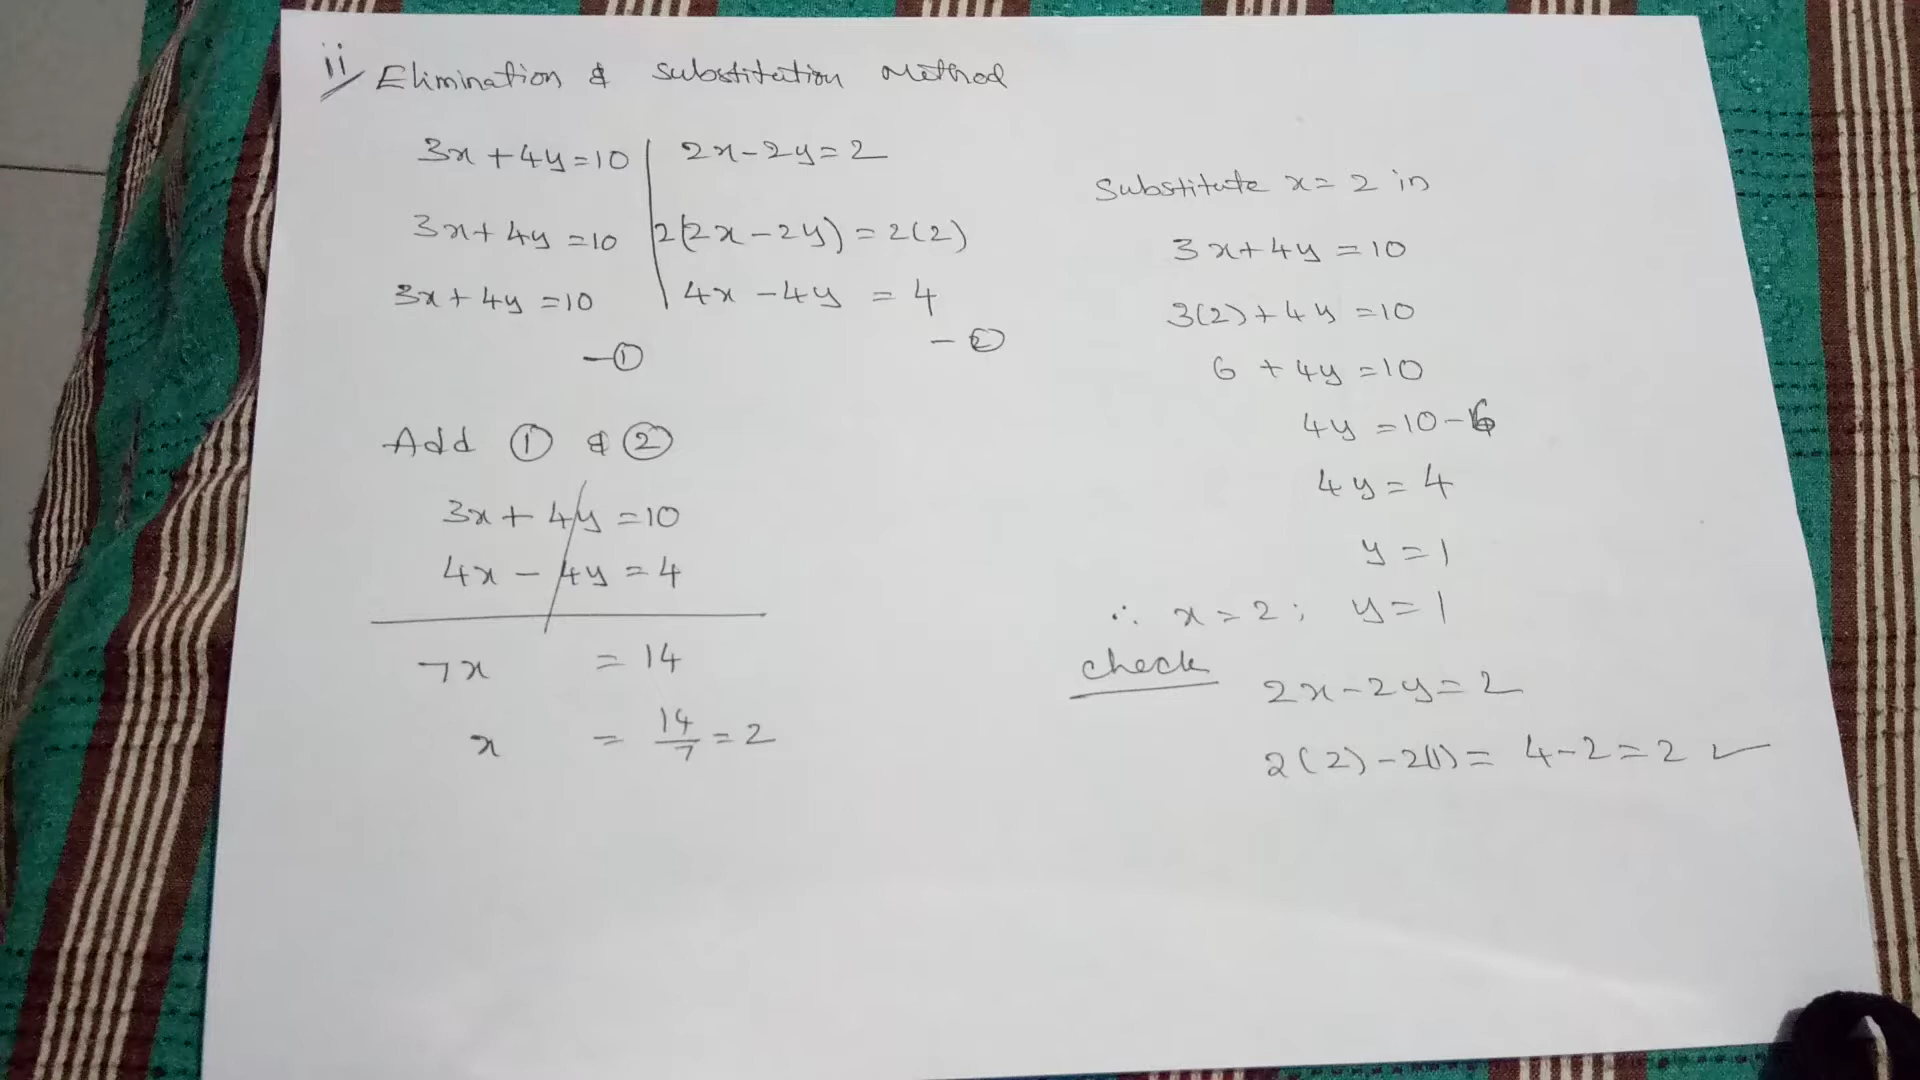 ii) Elimination & substitution method
3x + 4y = 10 | 2x - 2y = 2
3x + 4y = 10 | 2(2x - 2y) = 2(2)
3x + 4y = 10 | 4x - 4y = 4
- ① - ②
Add ① & ②
3x + 4y = 10
4x - 4y = 4
7x = 14
x = 14/7 = 2
Substitute x = 2 in
3x + 4y = 10
3(2) + 4y = 10
6 + 4y = 10
4y = 10 - 6
4y = 4
y = 1
∴ x = 2; y = 1
check
2x - 2y = 2
2(2) - 2(1) = 4 - 2 = 2 ✓